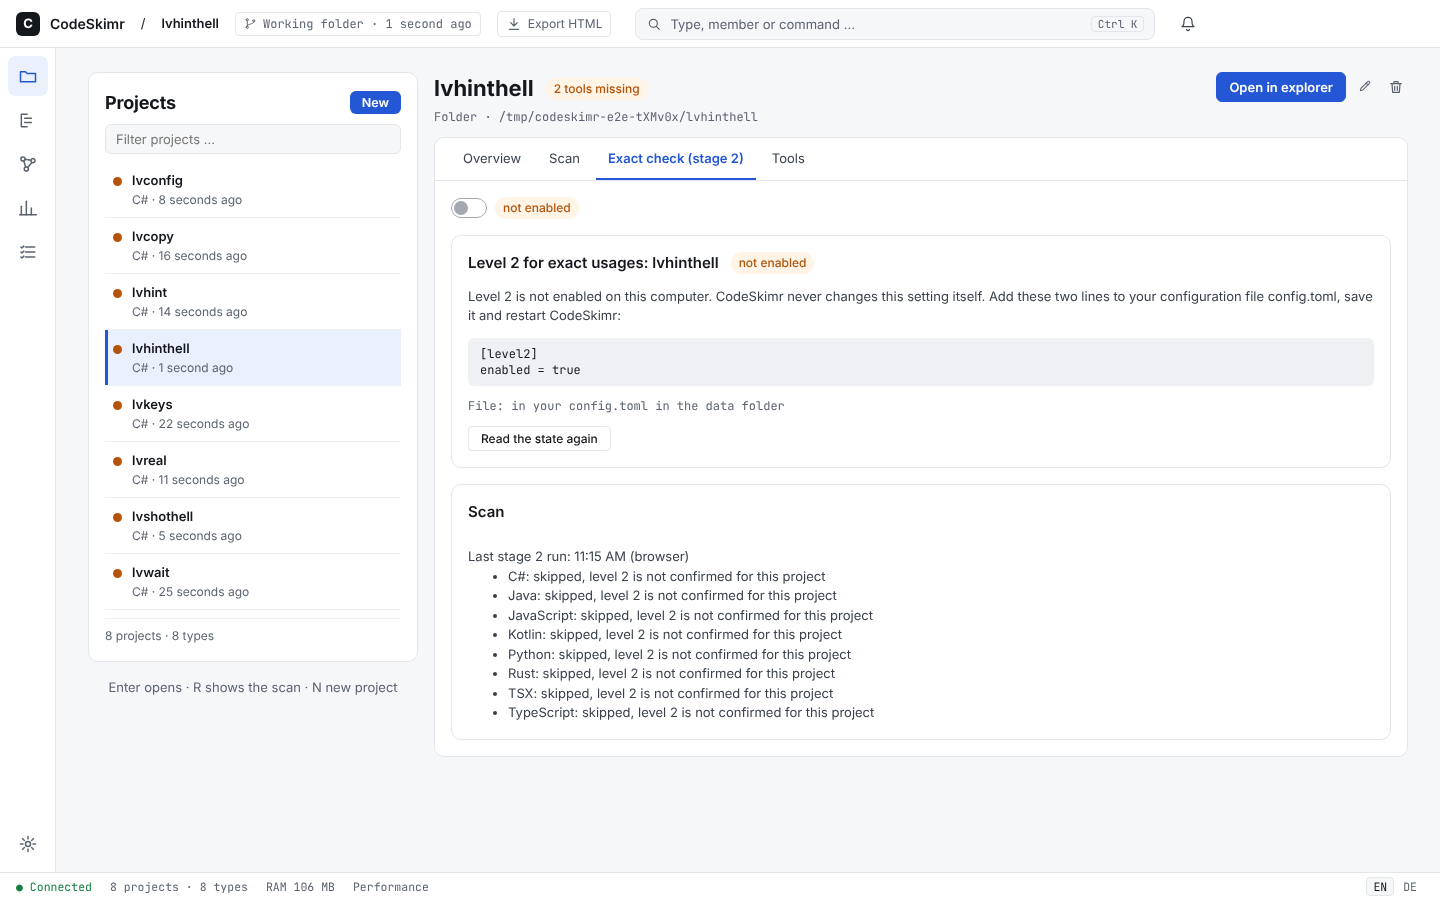 C CodeSkimr / lvhinthell Working folder · 1 second ago Export HTML Type, member or command ... Ctrl K
Projects
New
Filter projects ...
lvconfig
C# · 8 seconds ago
lvcopy
C# · 16 seconds ago
lvhint
C# · 14 seconds ago
lvhinthell
C# · 1 second ago
lvkeys
C# · 22 seconds ago
lvreal
C# · 11 seconds ago
lvshothell
C# · 5 seconds ago
lvwait
C# · 25 seconds ago
8 projects · 8 types
Enter opens · R shows the scan · N new project
lvhinthell 2 tools missing
Open in explorer
Folder · /tmp/codeskimr-e2e-tXMv0x/lvhinthell
Overview Scan Exact check (stage 2) Tools
not enabled
Level 2 for exact usages: lvhinthell not enabled
Level 2 is not enabled on this computer. CodeSkimr never changes this setting itself. Add these two lines to your configuration file config.toml, save
it and restart CodeSkimr:
[level2]
enabled = true
File: in your config.toml in the data folder
Read the state again
Scan
Last stage 2 run: 11:15 AM (browser)
• C#: skipped, level 2 is not confirmed for this project
• Java: skipped, level 2 is not confirmed for this project
• JavaScript: skipped, level 2 is not confirmed for this project
• Kotlin: skipped, level 2 is not confirmed for this project
• Python: skipped, level 2 is not confirmed for this project
• Rust: skipped, level 2 is not confirmed for this project
• TSX: skipped, level 2 is not confirmed for this project
• TypeScript: skipped, level 2 is not confirmed for this project
● Connected 8 projects · 8 types RAM 106 MB Performance EN DE